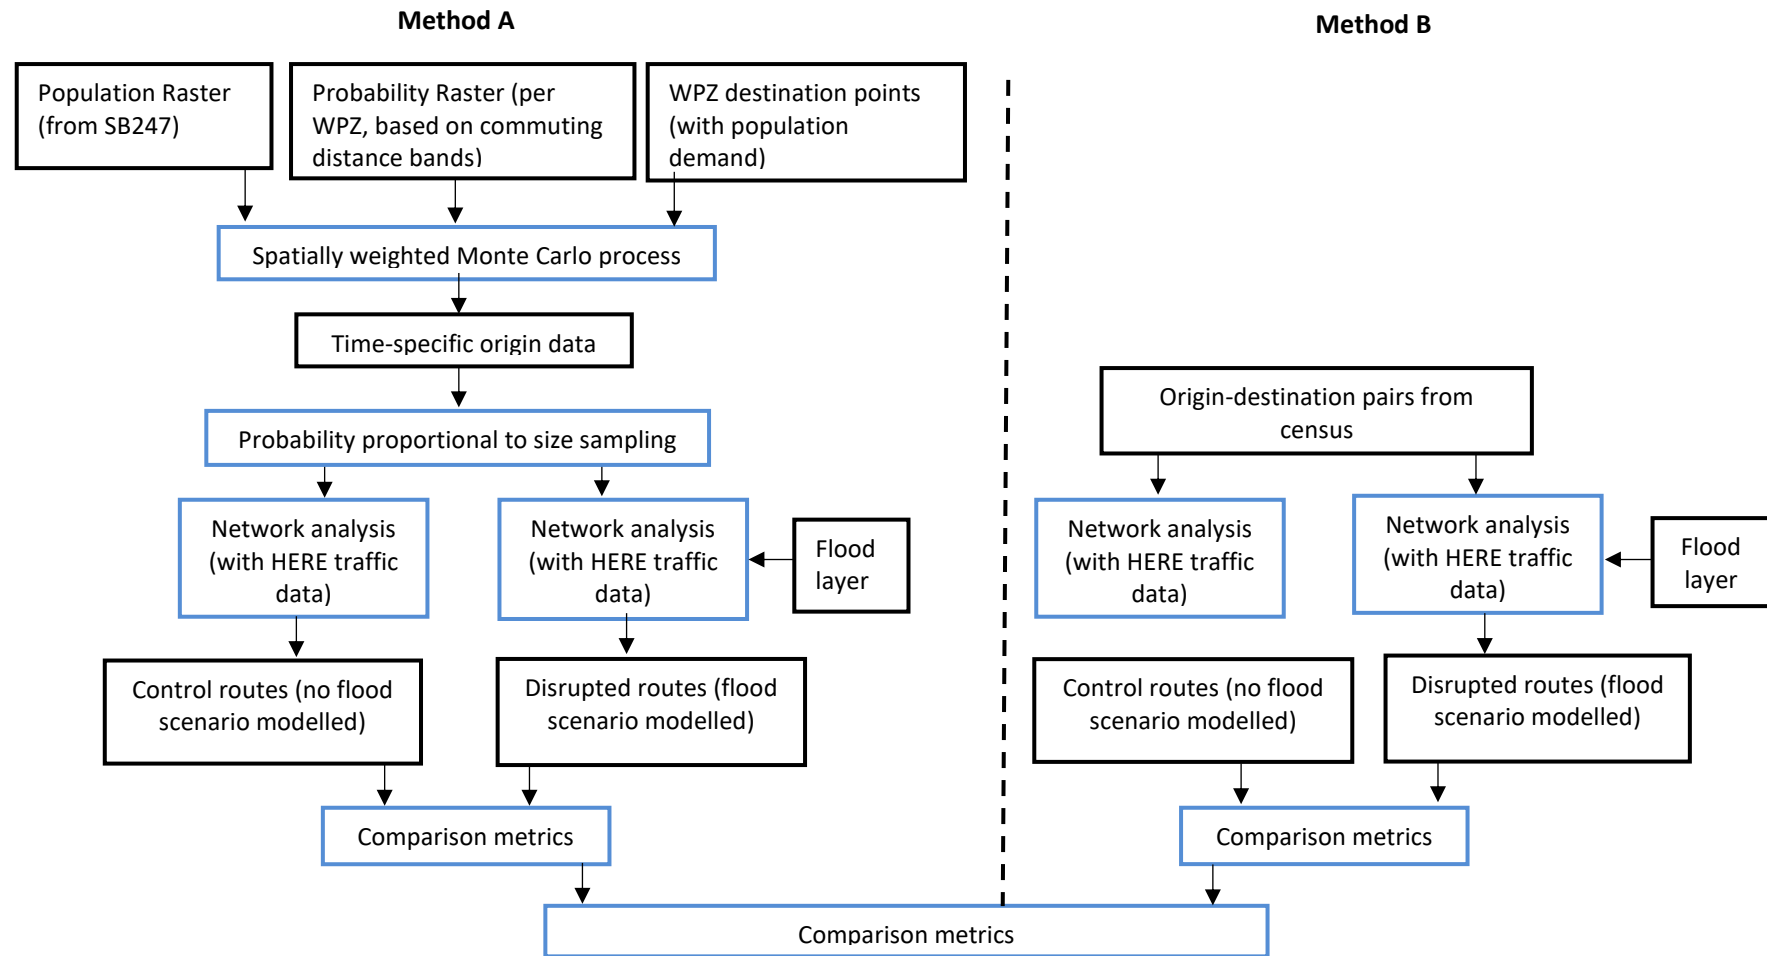 Method A
Method B
Population Raster
(from SB247)
Probability Raster (per
WPZ, based on commuting
distance bands)
WPZ destination points
(with population
demand)
Spatially weighted Monte Carlo process
Time-specific origin data
Probability proportional to size sampling
Network analysis
(with HERE traffic
data)
Network analysis
(with HERE traffic
data)
Flood
layer
Control routes (no flood
scenario modelled)
Disrupted routes (flood
scenario modelled)
Comparison metrics
Origin-destination pairs from
census
Network analysis
(with HERE traffic
data)
Network analysis
(with HERE traffic
data)
Flood
layer
Control routes (no flood
scenario modelled)
Disrupted routes (flood
scenario modelled)
Comparison metrics
Comparison metrics